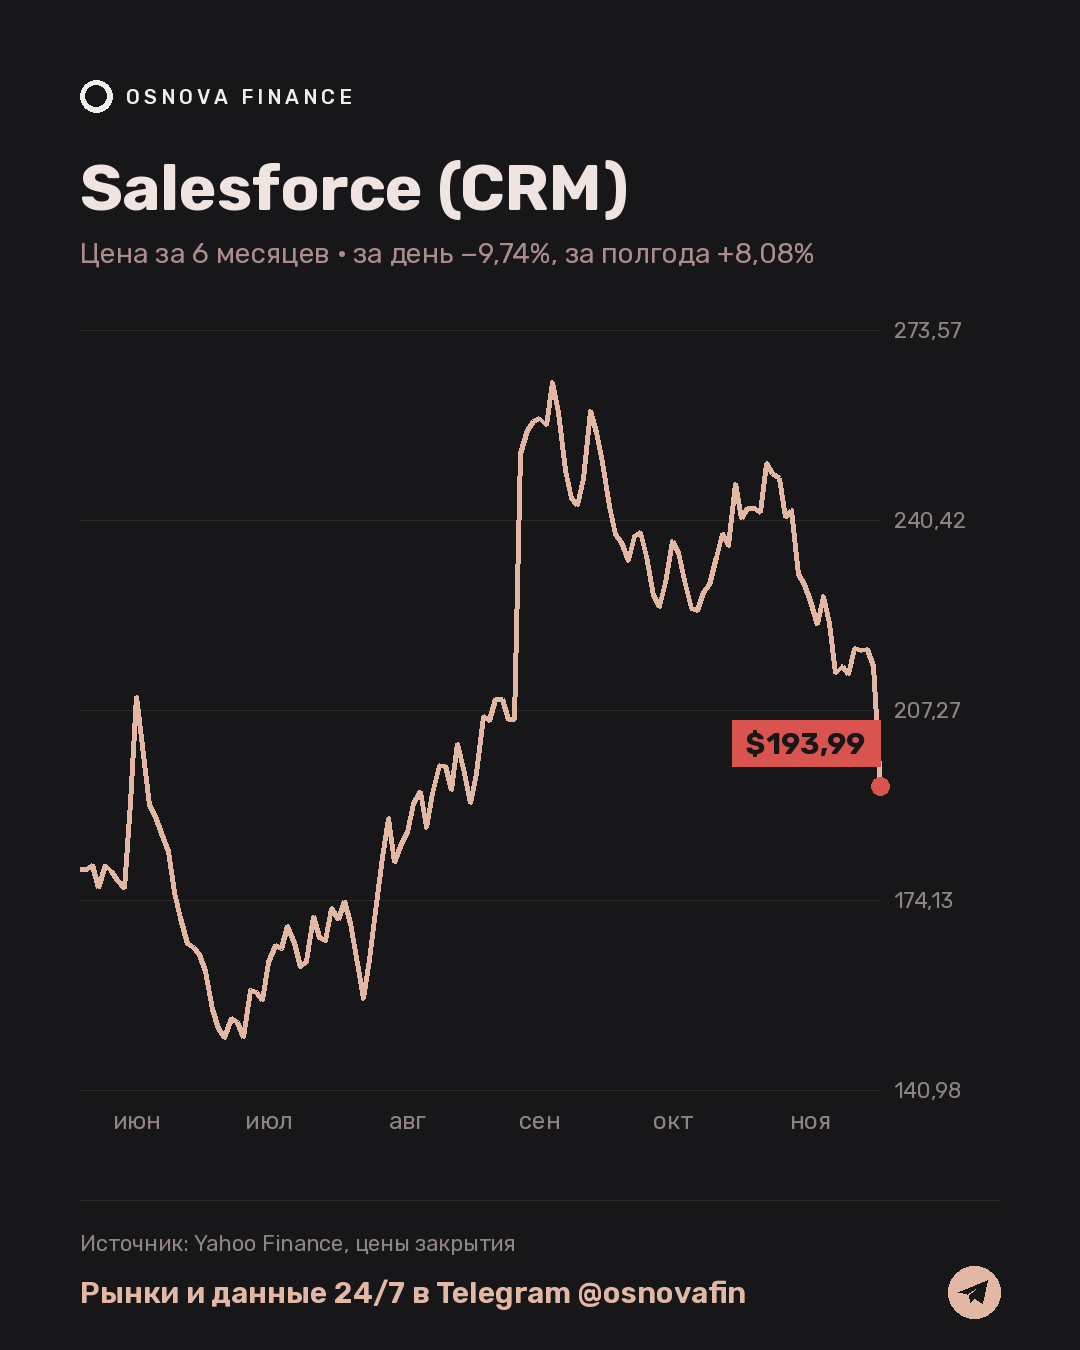 OSNOVA FINANCE
Salesforce (CRM)
Цена за 6 месяцев • за день −9,74%, за полгода +8,08%
273,57
240,42
207,27
$193,99
174,13
140,98
июн июл авг сен окт ноя
Источник: Yahoo Finance, цены закрытия
Рынки и данные 24/7 в Telegram @osnovafin